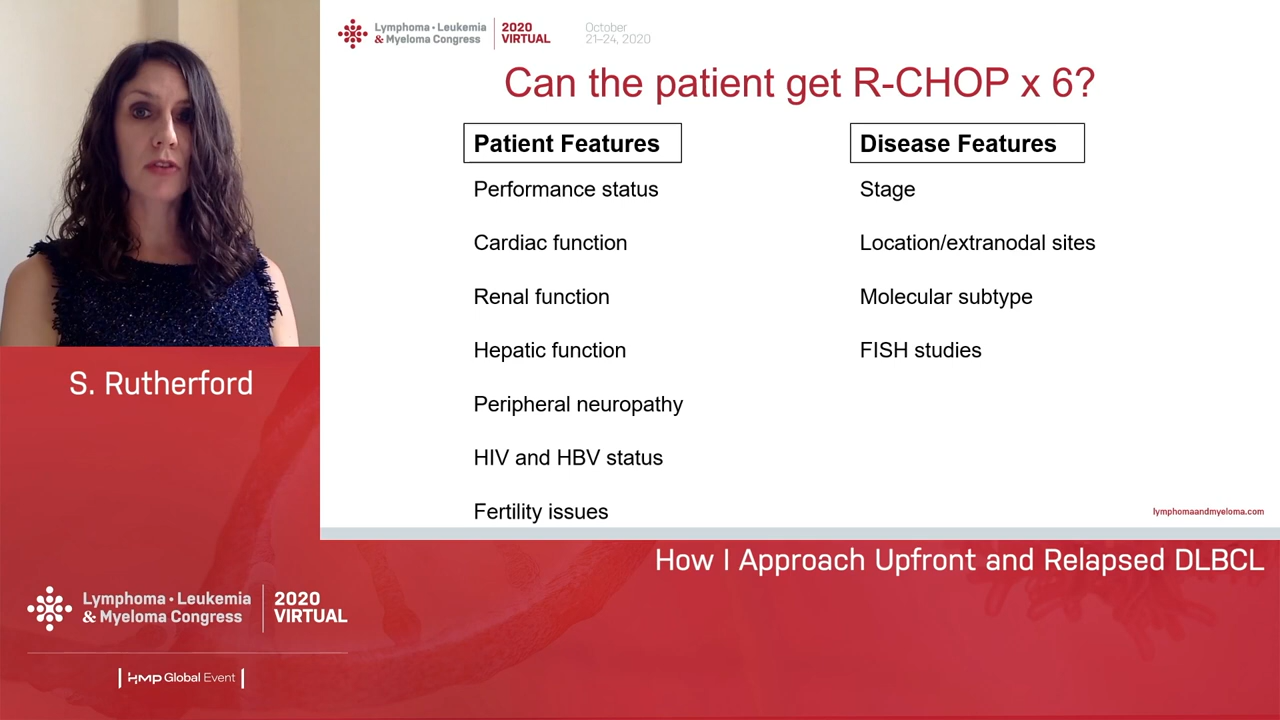 Lymphoma • Leukemia
& Myeloma Congress
2020
VIRTUAL
October
21–24, 2020
Can the patient get R-CHOP x 6?
Patient Features
Performance status
Cardiac function
Renal function
Hepatic function
Peripheral neuropathy
HIV and HBV status
Fertility issues
Disease Features
Stage
Location/extranodal sites
Molecular subtype
FISH studies
lymphomaandmyeloma.com
S. Rutherford
How I Approach Upfront and Relapsed DLBCL
Lymphoma • Leukemia
& Myeloma Congress
2020
VIRTUAL
HMP Global Event